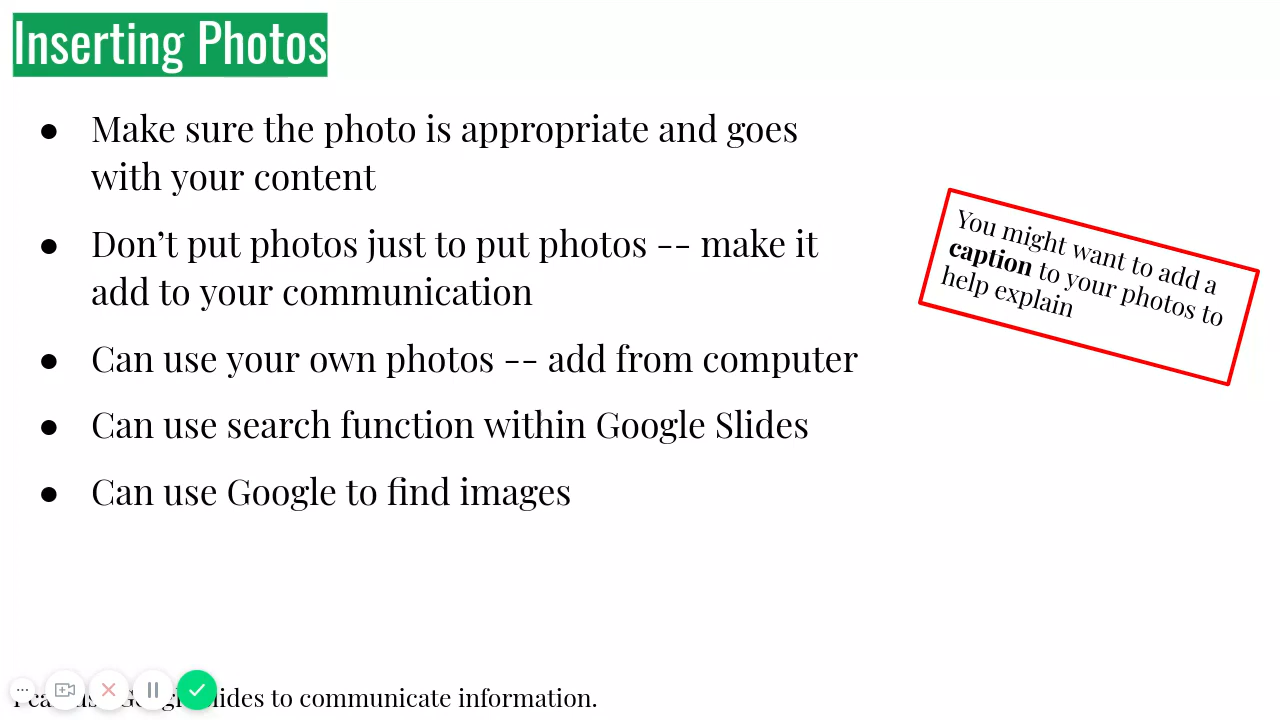 Inserting Photos
● Make sure the photo is appropriate and goes
with your content
● Don’t put photos just to put photos -- make it
add to your communication
● Can use your own photos -- add from computer
● Can use search function within Google Slides
● Can use Google to find images
You might want to add a
caption to your photos to
help explain
to communicate information.